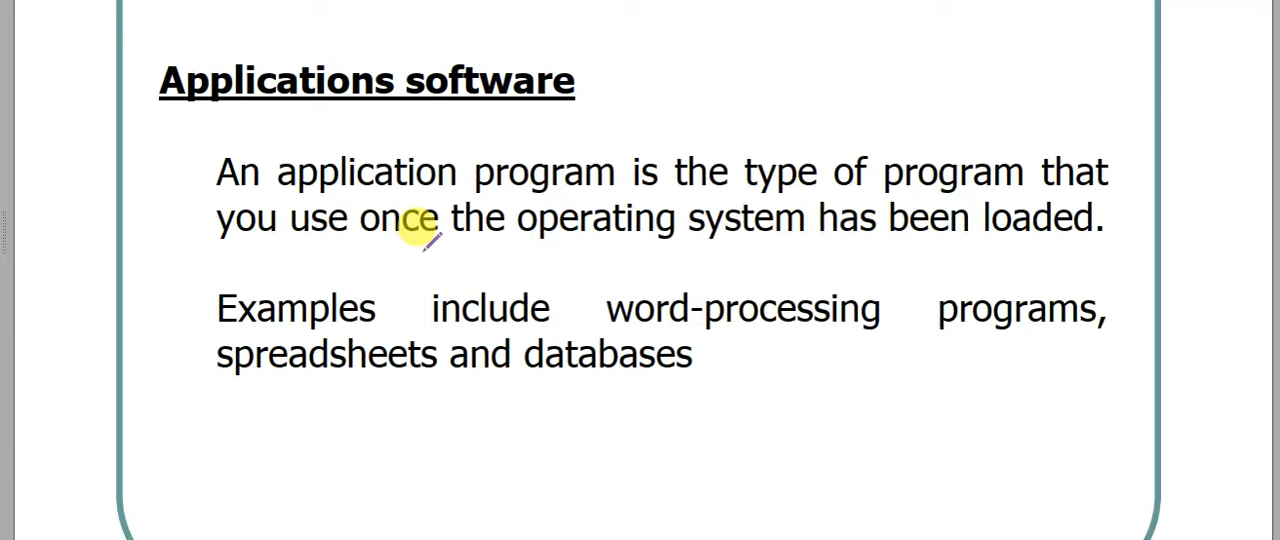 Applications software
An application program is the type of program that
you use once the operating system has been loaded.
Examples include word-processing programs,
spreadsheets and databases